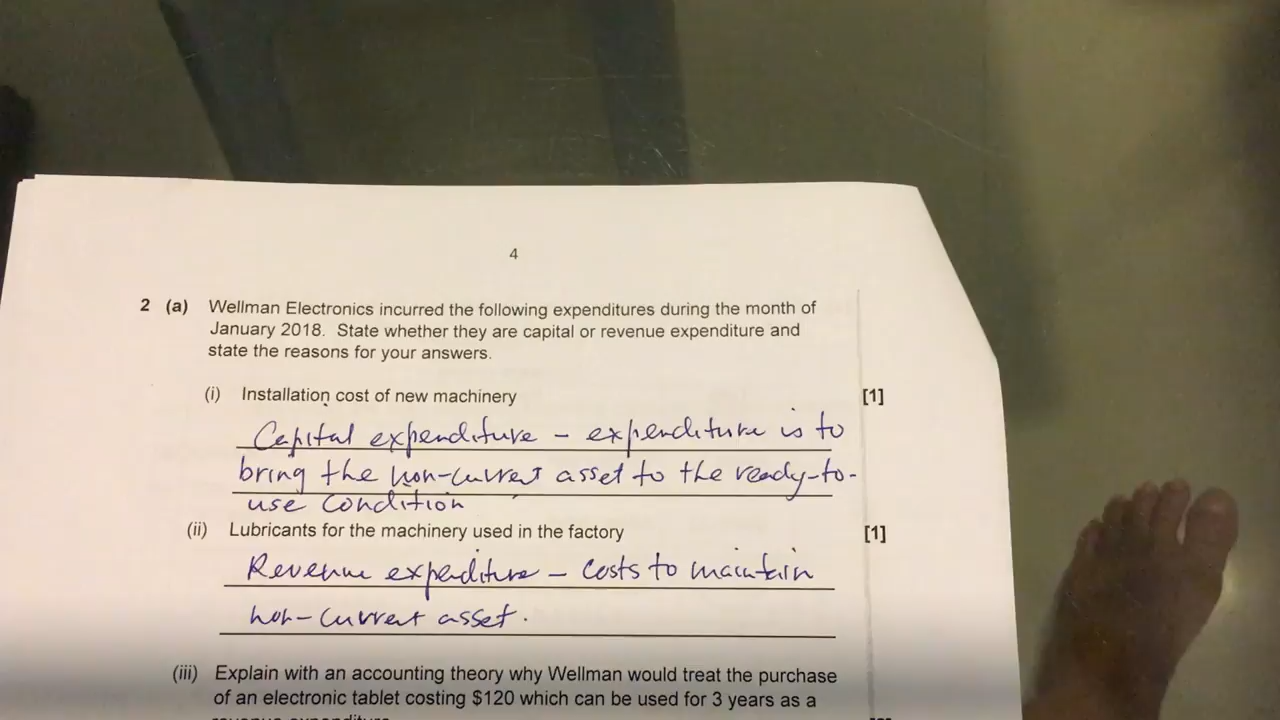 4
2 (a) Wellman Electronics incurred the following expenditures during the month of
January 2018. State whether they are capital or revenue expenditure and
state the reasons for your answers.
(i) Installation cost of new machinery [1]
Capital expenditure – expenditure is to
bring the non-current asset to the ready-to-
use condition
(ii) Lubricants for the machinery used in the factory [1]
Revenue expenditure – costs to maintain
non-current asset.
(iii) Explain with an accounting theory why Wellman would treat the purchase
of an electronic tablet costing $120 which can be used for 3 years as a
revenue expenditure